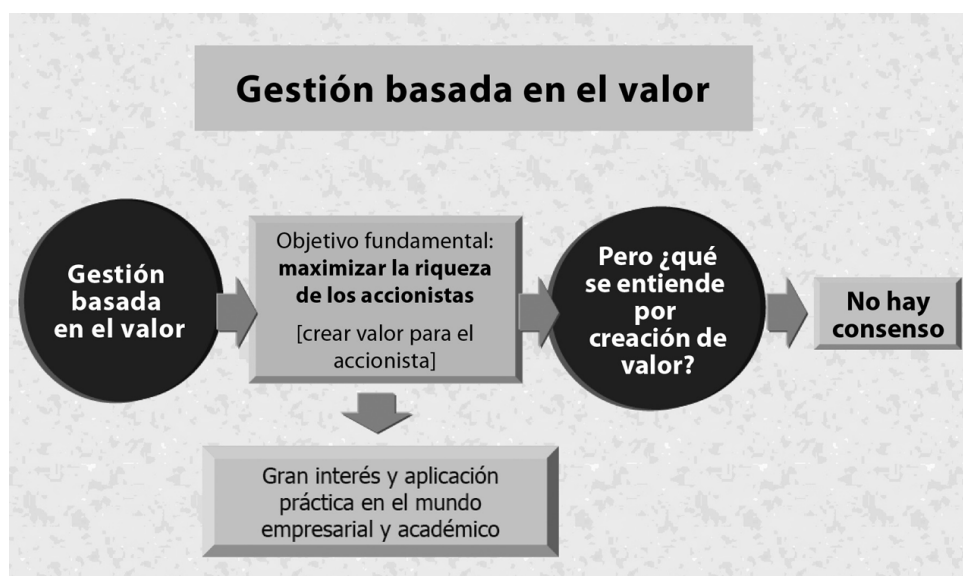 Gestión basada en el valor
Gestión
basada
en el valor
Objetivo fundamental:
maximizar la riqueza
de los accionistas
[crear valor para el
accionista]
Pero ¿qué
se entiende
por
creación de
valor?
No hay
consenso
Gran interés y aplicación
práctica en el mundo
empresarial y académico